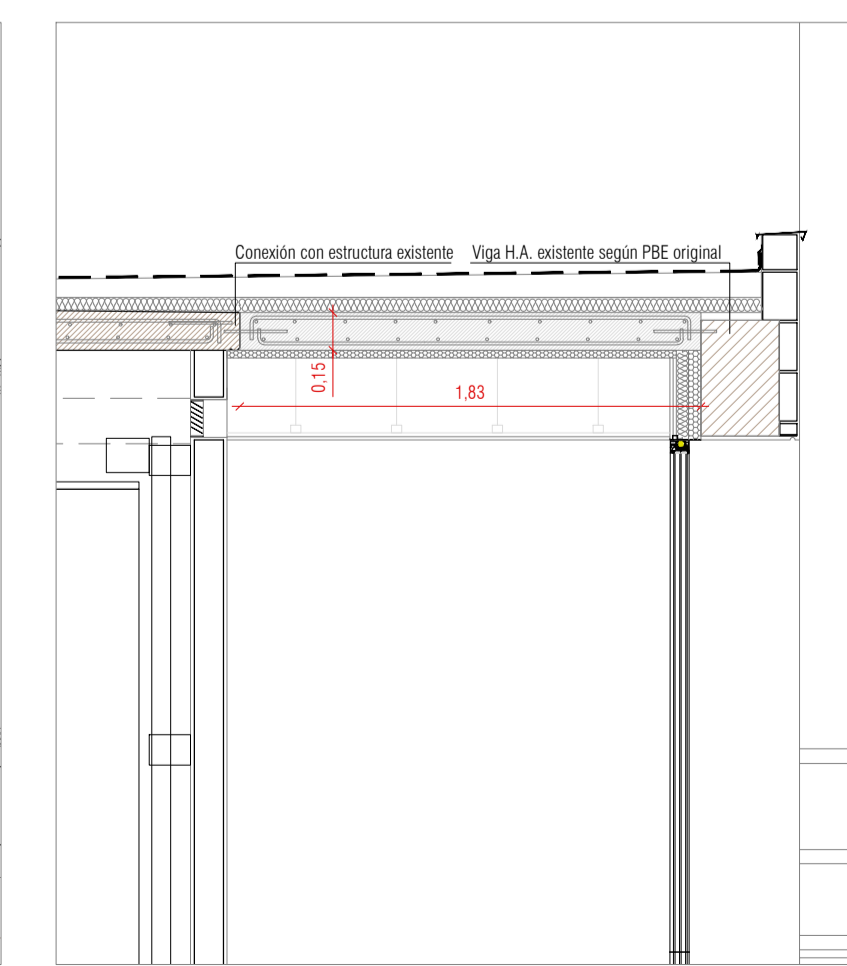 Conexión con estructura existente
Viga H.A. existente según PBE original
0,15
1,83